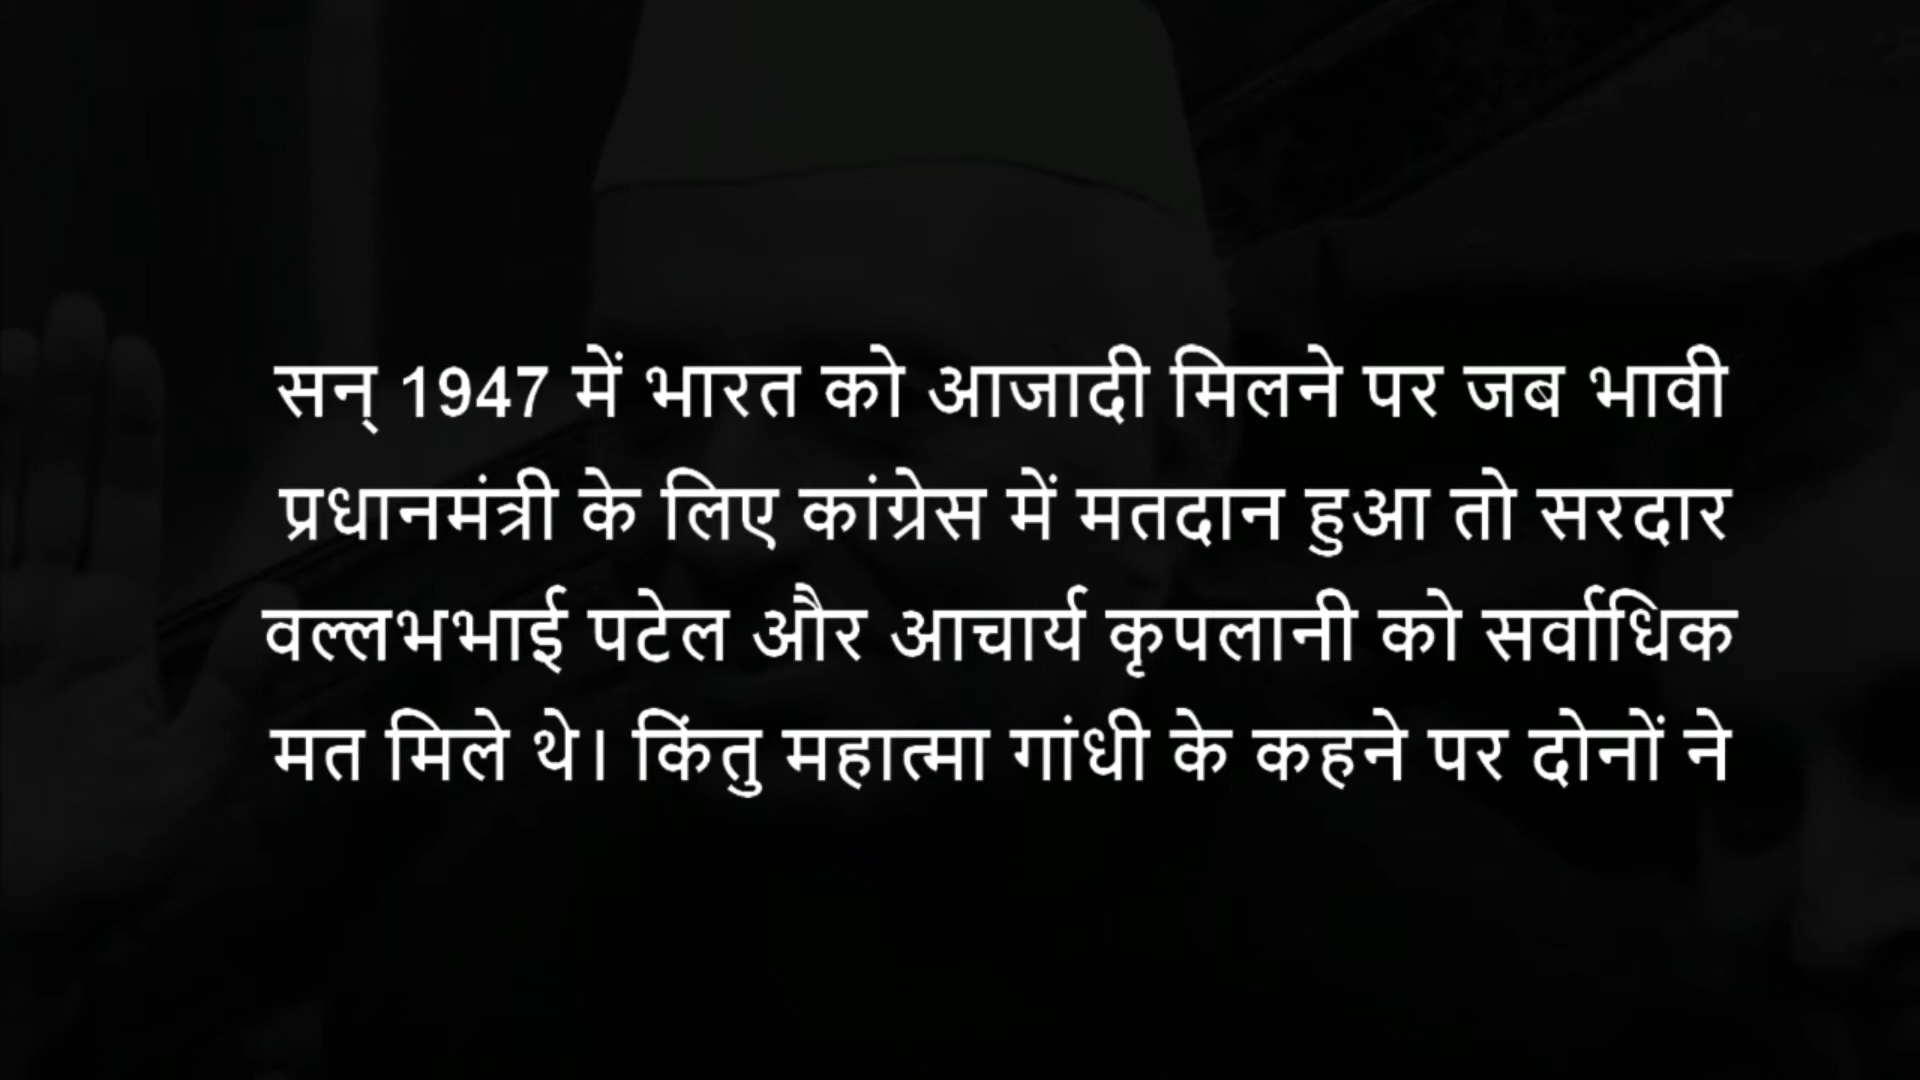 सन् 1947 में भारत को आजादी मिलने पर जब भावी
प्रधानमंत्री के लिए कांग्रेस में मतदान हुआ तो सरदार
वल्लभभाई पटेल और आचार्य कृपलानी को सर्वाधिक
मत मिले थे। किंतु महात्मा गांधी के कहने पर दोनों ने